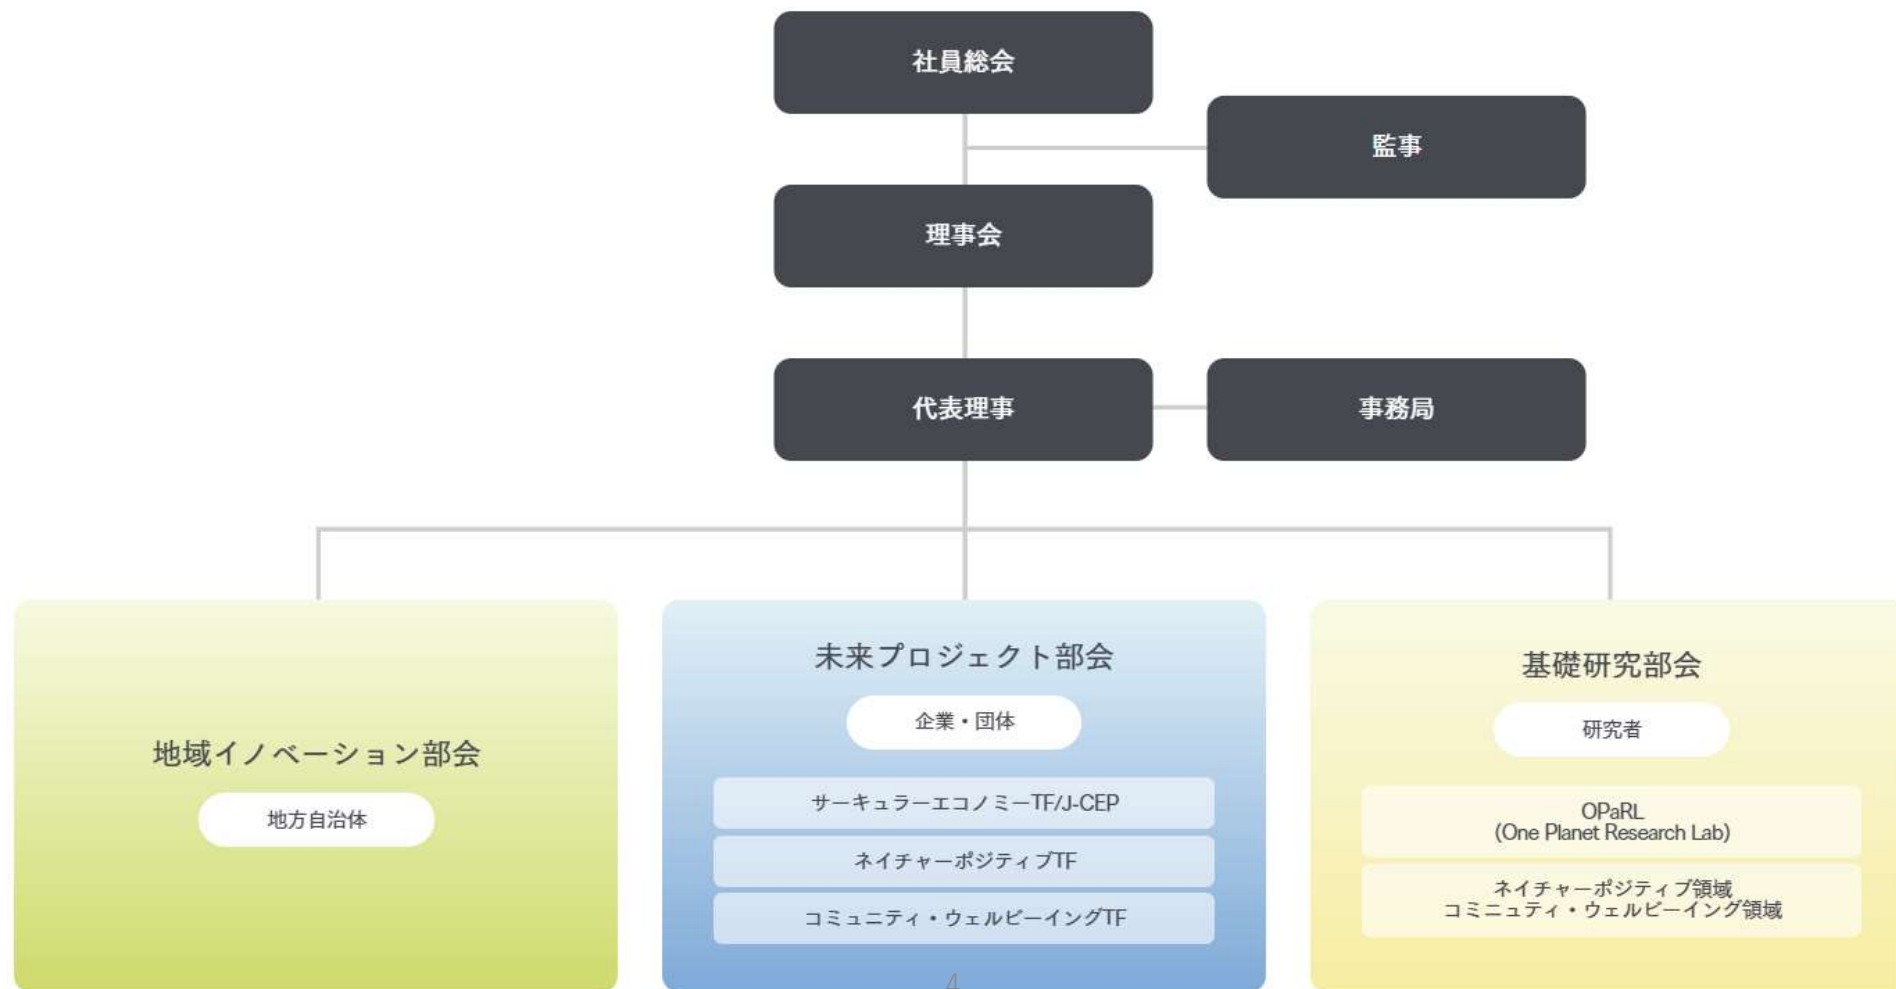 社員総会
監事
理事会
代表理事
事務局
地域イノベーション部会
地方自治体
未来プロジェクト部会
企業・団体
サーキュラーエコノミーTF/J-CEP
ネイチャーポジティブTF
コミュニティ・ウェルビーイングTF
基礎研究部会
研究者
OPaRL
(One Planet Research Lab)
ネイチャーポジティブ領域
コミニュティ・ウェルビーイング領域
4